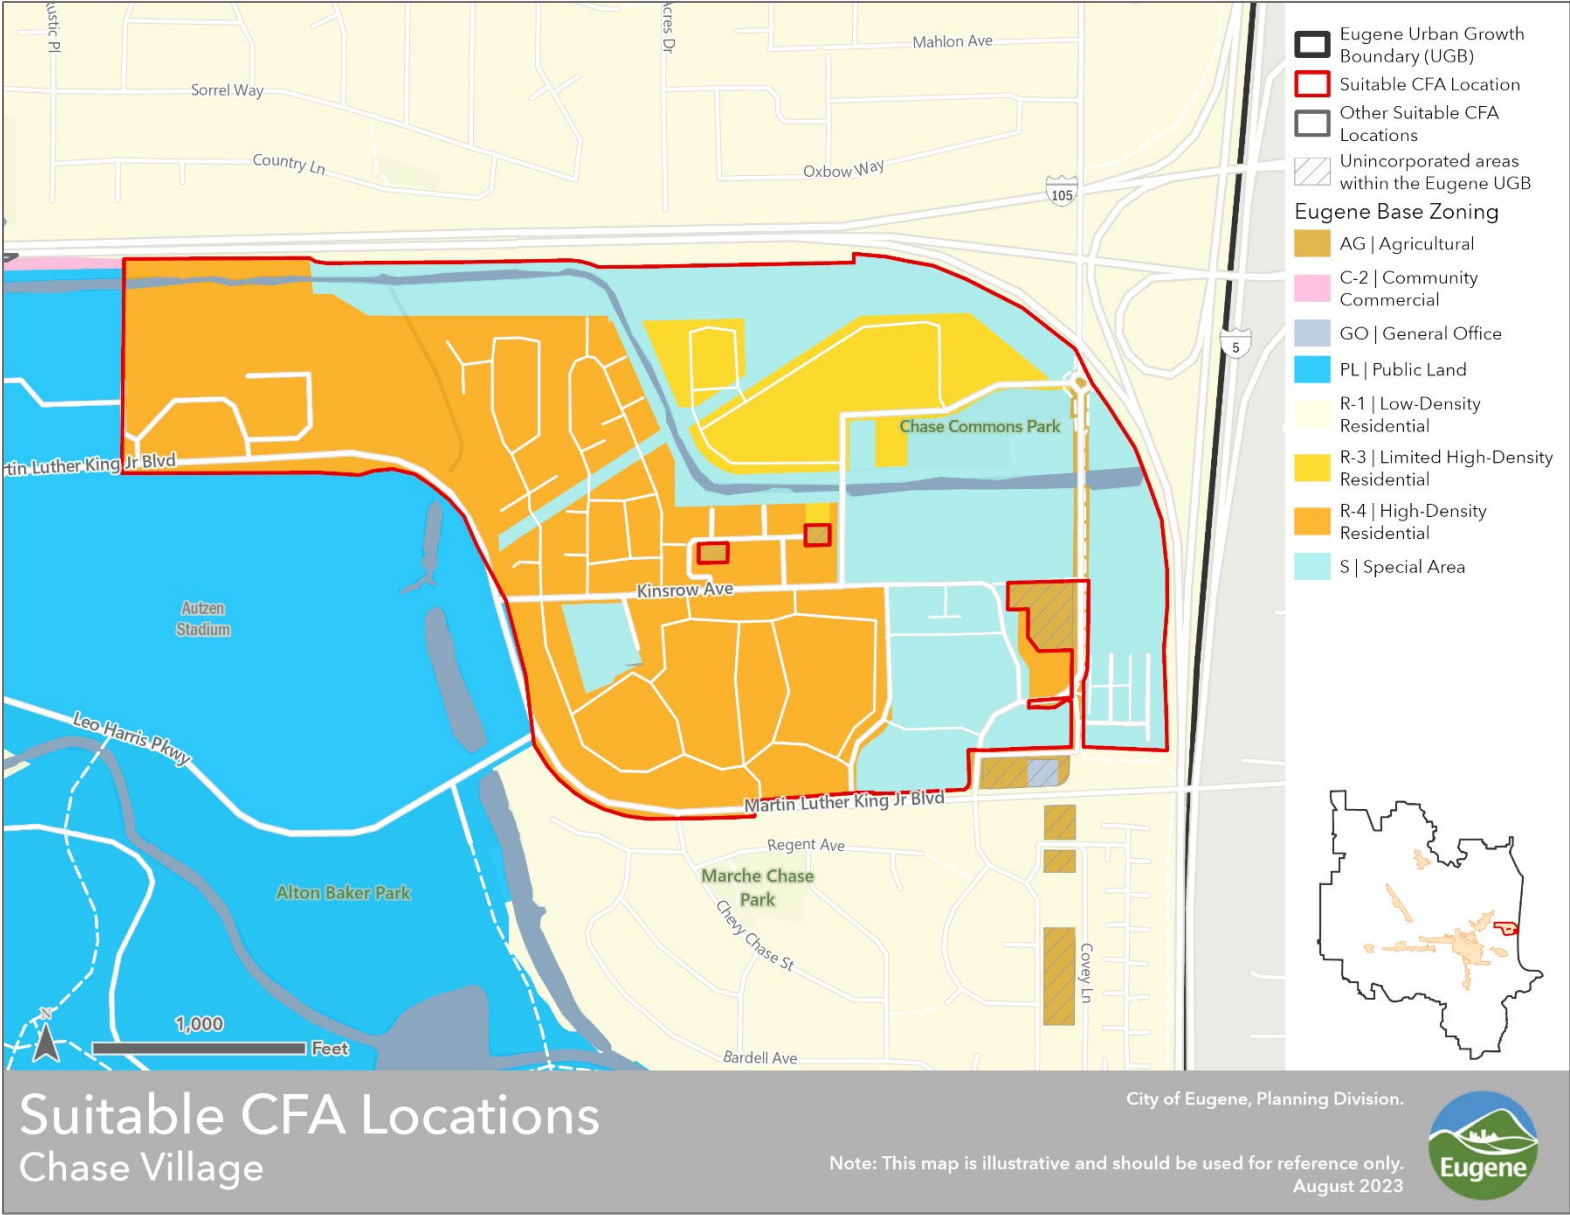 ustic Pl
Acres Dr
Mahlon Ave
Sorrel Way
Country Ln
Oxbow Way
105
5
Chase Commons Park
rtin Luther King Jr Blvd
Kinsrow Ave
Autzen
Stadium
Leo Harris Pkwy
Martin Luther King Jr Blvd
Regent Ave
Marche Chase
Park
Alton Baker Park
Chevy Chase St
Covey Ln
Bardell Ave
N
1,000
Feet
Eugene Urban Growth
Boundary (UGB)
Suitable CFA Location
Other Suitable CFA
Locations
Unincorporated areas
within the Eugene UGB
Eugene Base Zoning
AG | Agricultural
C-2 | Community
Commercial
GO | General Office
PL | Public Land
R-1 | Low-Density
Residential
R-3 | Limited High-Density
Residential
R-4 | High-Density
Residential
S | Special Area
Suitable CFA Locations
Chase Village
City of Eugene, Planning Division.
Note: This map is illustrative and should be used for reference only.
August 2023
Eugene